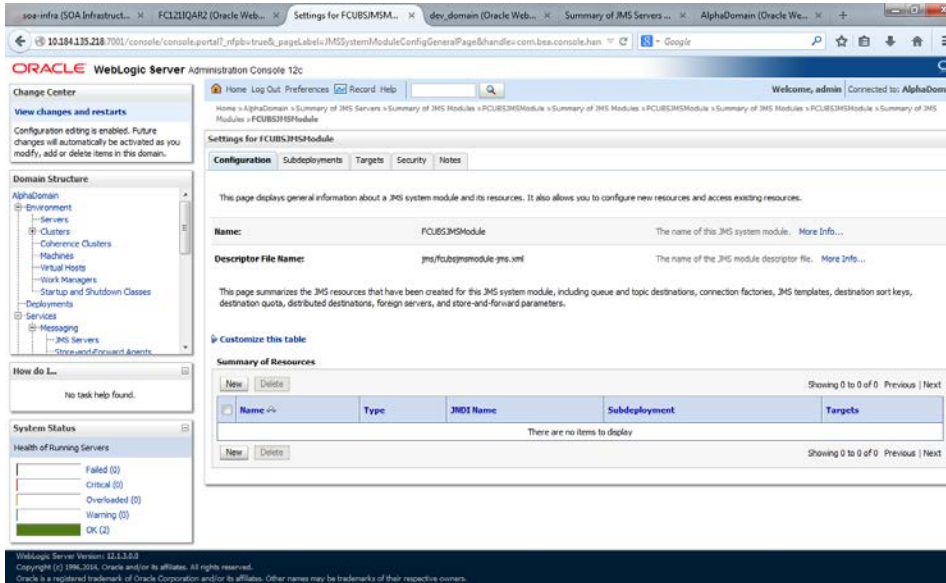 soa-infra (SOA Infrastruct...
FC121JQAR2 (Oracle Web...
Settings for FCUBSJMSM...
dev_domain (Oracle Web...
Summary of JMS Servers ...
AlphaDomain (Oracle We...
10.184.135.218:7001/console/console.portal?_nfpb=true&_pageLabel=JMSSystemModuleConfigGeneralPage&handle=com.bea.console.han
Google
ORACLE WebLogic Server Administration Console 12c
Change Center
View changes and restarts
Configuration editing is enabled. Future
changes will automatically be activated as you
modify, add or delete items in this domain.
Domain Structure
AlphaDomain
Environment
Servers
Clusters
Coherence Clusters
Machines
Virtual Hosts
Work Managers
Startup and Shutdown Classes
Deployments
Services
Messaging
JMS Servers
Store-and-Forward Agents
How do I...
No task help found.
System Status
Health of Running Servers
Failed (0)
Critical (0)
Overloaded (0)
Warning (0)
OK (2)
Home Log Out Preferences Record Help
Welcome, admin Connected to: AlphaDom
Home >AlphaDomain >Summary of JMS Servers >Summary of JMS Modules >FCUBSJMSModule >Summary of JMS Modules >FCUBSJMSModule >Summary of JMS Modules >FCUBSJMSModule >Summary of JMS
Modules >FCUBSJMSModule
Settings for FCUBSJMSModule
Configuration Subdeployments Targets Security Notes
This page displays general information about a JMS system module and its resources. It also allows you to configure new resources and access existing resources.
Name: FCUBSJMSModule The name of this JMS system module. More Info...
Descriptor File Name: jms/fcubsjmsmodule-jms.xml The name of the JMS module descriptor file. More Info...
This page summarizes the JMS resources that have been created for this JMS system module, including queue and topic destinations, connection factories, JMS templates, destination sort keys,
destination quota, distributed destinations, foreign servers, and store-and-forward parameters.
Customize this table
Summary of Resources
New Delete Showing 0 to 0 of 0 Previous | Next
Name Type JNDI Name Subdeployment Targets
There are no items to display
New Delete Showing 0 to 0 of 0 Previous | Next
WebLogic Server Version: 12.1.3.0.0
Copyright (c) 1996,2014, Oracle and/or its affiliates. All rights reserved.
Oracle is a registered trademark of Oracle Corporation and/or its affiliates. Other names may be trademarks of their respective owners.